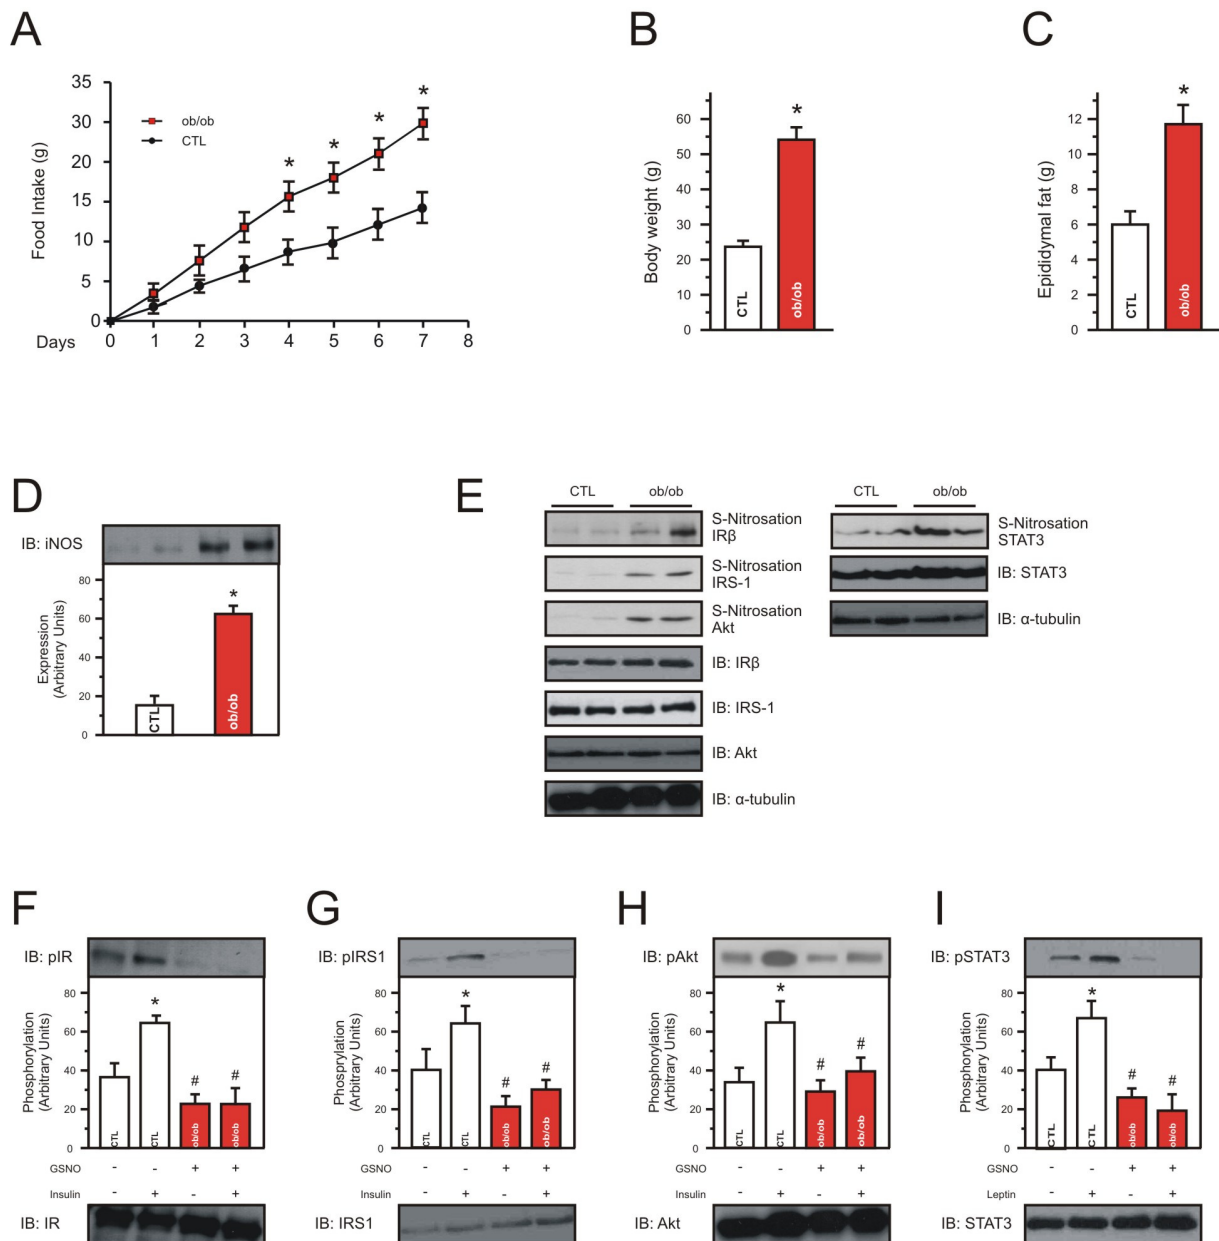 A
B
C
35
30
20
15
10
5
0
Food Intake (g)
ob/ob
CTL
*
*
*
*
Days
0 1 2 3 4 5 6 7 8
60
50
40
30
20
10
0
Body weight (g)
*
CTL
ob/ob
12
10
8
6
4
2
0
Epididymal fat (g)
*
CTL
ob/ob
D
IB: iNOS
80
60
40
20
0
Expression
(Arbitrary Units)
*
CTL
ob/ob
E
CTL ob/ob
S-Nitrosation
IRβ
S-Nitrosation
IRS-1
S-Nitrosation
Akt
IB: IRβ
IB: IRS-1
IB: Akt
IB: α-tubulin
CTL ob/ob
S-Nitrosation
STAT3
IB: STAT3
IB: α-tubulin
F
IB: pIR
80
60
40
20
0
Phosphorylation
(Arbitrary Units)
*
# #
CTL CTL ob/ob ob/ob
GSNO - - + +
Insulin - + - +
IB: IR
G
IB: pIRS1
80
60
40
20
0
Phosprylation
(Arbitrary Units)
*
# #
CTL CTL ob/ob ob/ob
GSNO - - + +
Insulin - + - +
IB: IRS1
H
IB: pAkt
80
60
40
20
0
Phosphorylation
(Arbitrary Units)
*
# #
CTL CTL ob/ob ob/ob
GSNO - - + +
Insulin - + - +
IB: Akt
I
IB: pSTAT3
80
60
40
20
0
Phosphorylation
(Arbitrary Units)
*
# #
CTL CTL ob/ob ob/ob
GSNO - - + +
Leptin - + - +
IB: STAT3